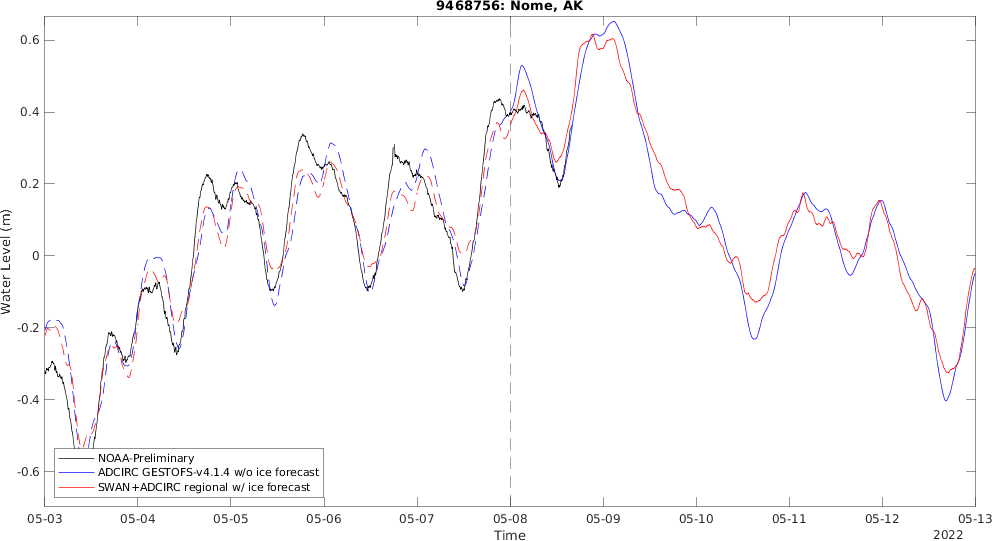 9468756: Nome, AK
0.6
0.4
0.2
0
-0.2
-0.4
-0.6
Water Level (m)
NOAA-Preliminary
ADCIRC GESTOFS-v4.1.4 w/o ice forecast
SWAN+ADCIRC regional w/ ice forecast
05-03 05-04 05-05 05-06 05-07 05-08 05-09 05-10 05-11 05-12 05-13
Time
2022